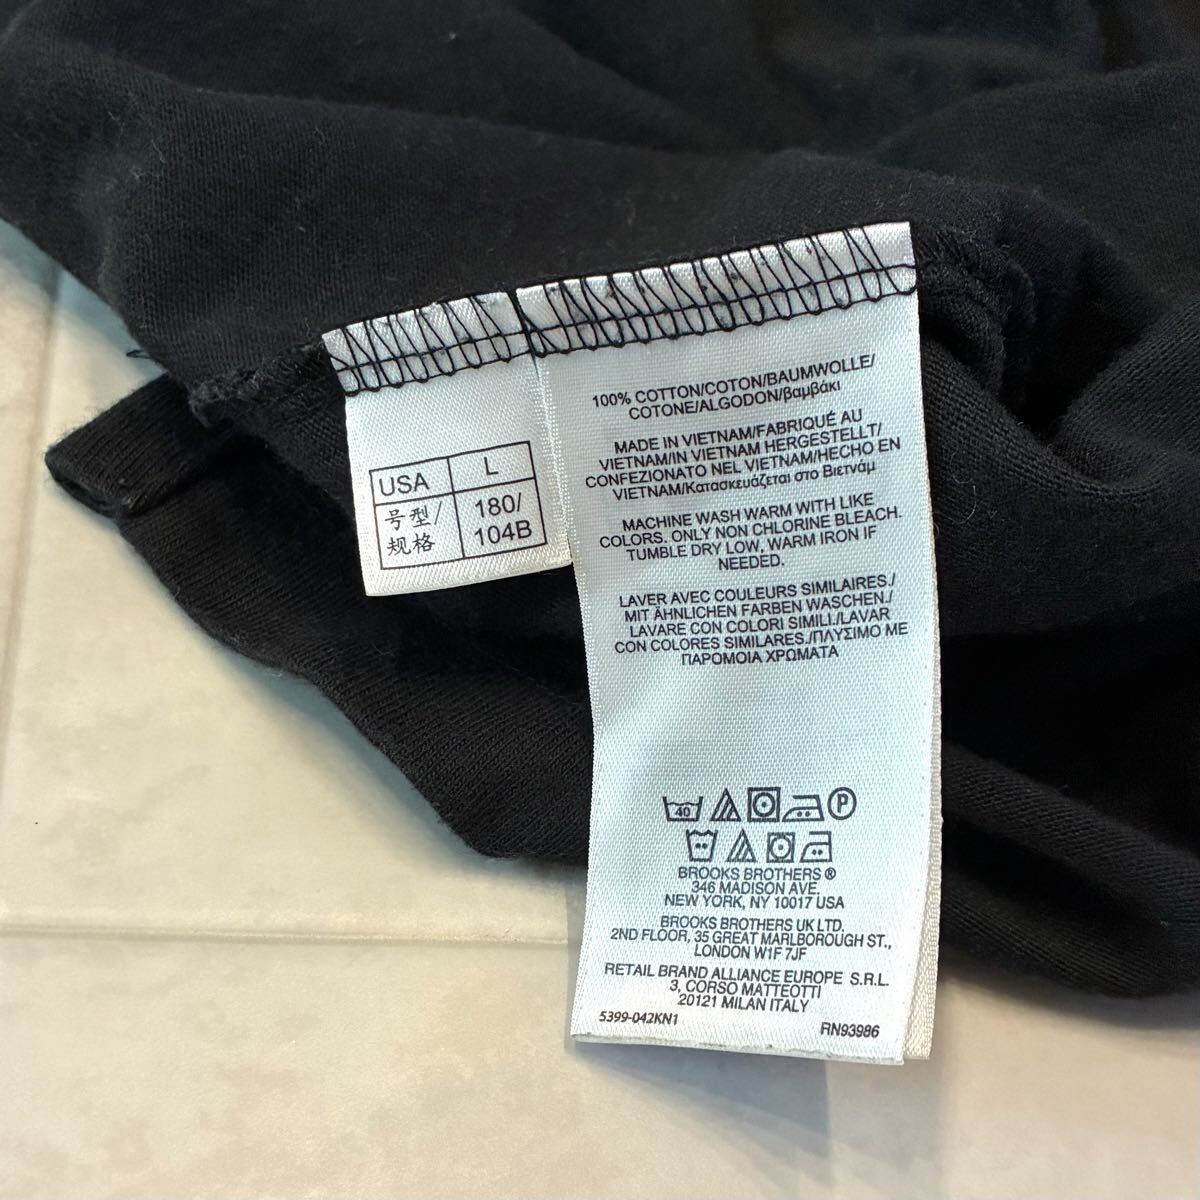 USA L
号型/ 180/
规格 104B
100% COTTON/COTON/BAUMWOLLE/
COTONE/ALGODON/βαμβάκι
MADE IN VIETNAM/FABRIQUÉ AU
VIETNAM/IN VIETNAM HERGESTELLT/
CONFEZIONATO NEL VIETNAM/HECHO EN
VIETNAM/Κατασκευάζεται στο Βιετνάμ
MACHINE WASH WARM WITH LIKE
COLORS. ONLY NON CHLORINE BLEACH.
TUMBLE DRY LOW, WARM IRON IF
NEEDED.
LAVER AVEC COULEURS SIMILAIRES./
MIT ÄHNLICHEN FARBEN WASCHEN./
LAVARE CON COLORI SIMILI./LAVAR
CON COLORES SIMILARES./ΠΛΥΣΙΜΟ ΜΕ
ΠΑΡΟΜΟΙΑ ΧΡΩΜΑΤΑ
40 P
BROOKS BROTHERS ®
346 MADISON AVE.
NEW YORK, NY 10017 USA
BROOKS BROTHERS UK LTD.
2ND FLOOR, 35 GREAT MARLBOROUGH ST.,
LONDON W1F 7JF
RETAIL BRAND ALLIANCE EUROPE S.R.L.
3, CORSO MATTEOTTI
20121 MILAN ITALY
5399-042KN1 RN93986